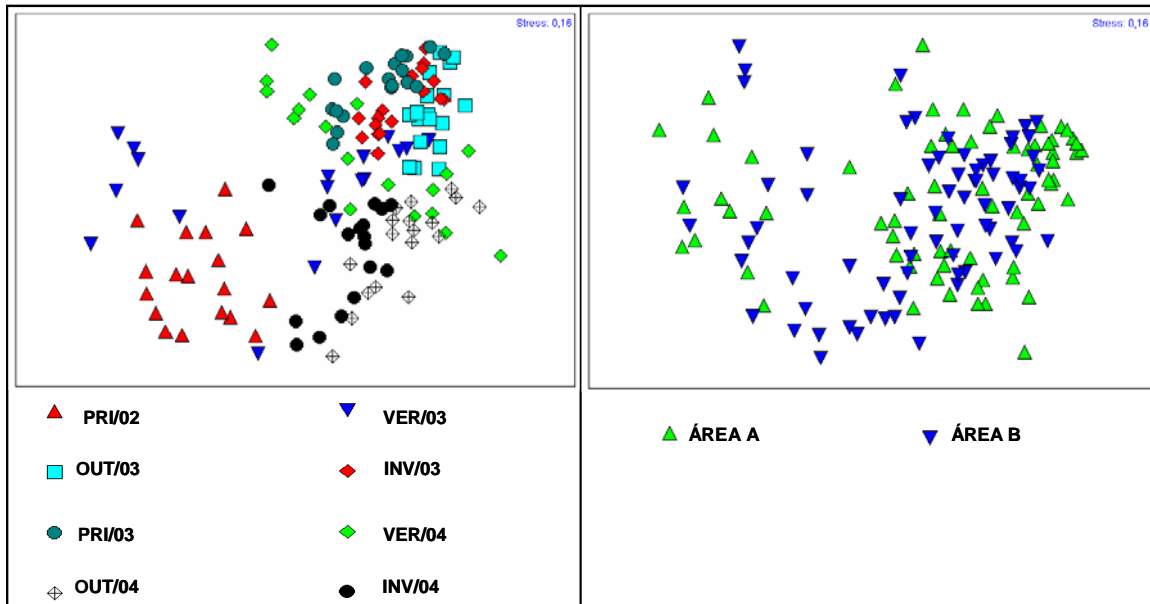 Stress: 0,16
Stress: 0,16
PRI/02
VER/03
ÁREA A
ÁREA B
OUT/03
INV/03
PRI/03
VER/04
OUT/04
INV/04